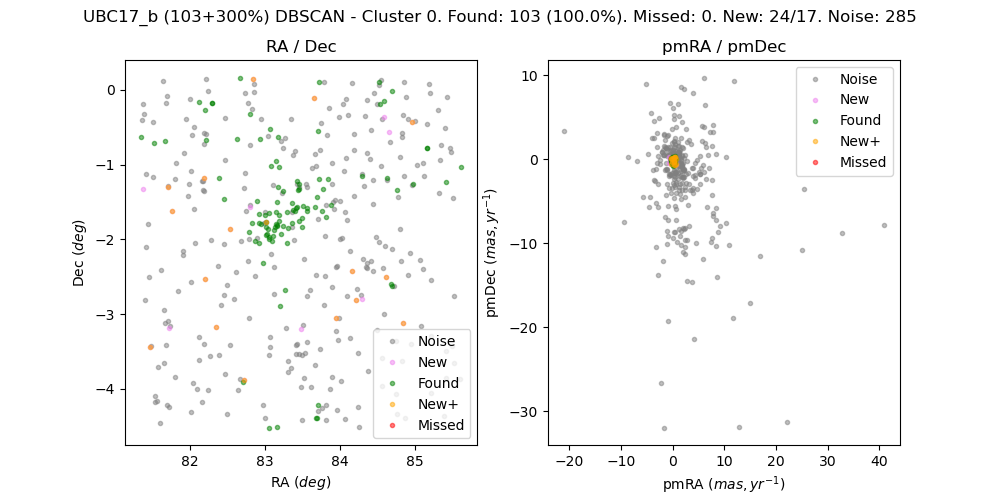 UBC17_b (103+300%) DBSCAN - Cluster 0. Found: 103 (100.0%). Missed: 0. New: 24/17. Noise: 285
RA / Dec
pmRA / pmDec
Dec (deg)
0
−1
−2
−3
−4
82
83
84
85
RA (deg)
Noise
New
Found
New+
Missed
pmDec (mas, yr⁻¹)
10
0
−10
−20
−30
−20
−10
0
10
20
30
40
pmRA (mas, yr⁻¹)
Noise
New
Found
New+
Missed